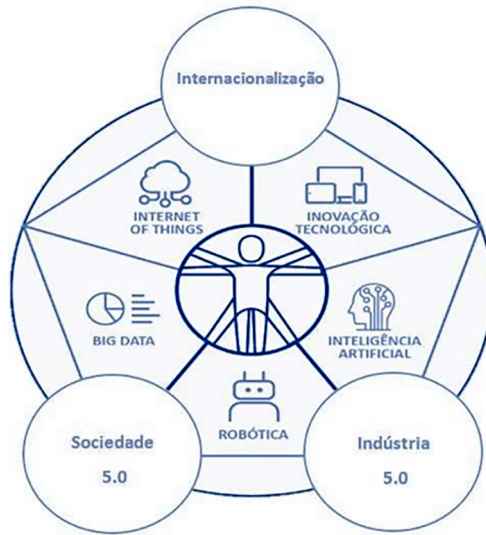 Internacionalização
INTERNET
OF THINGS
INOVAÇÃO
TECNOLÓGICA
BIG DATA
INTELIGÊNCIA
ARTIFICIAL
ROBÓTICA
Sociedade
5.0
Indústria
5.0